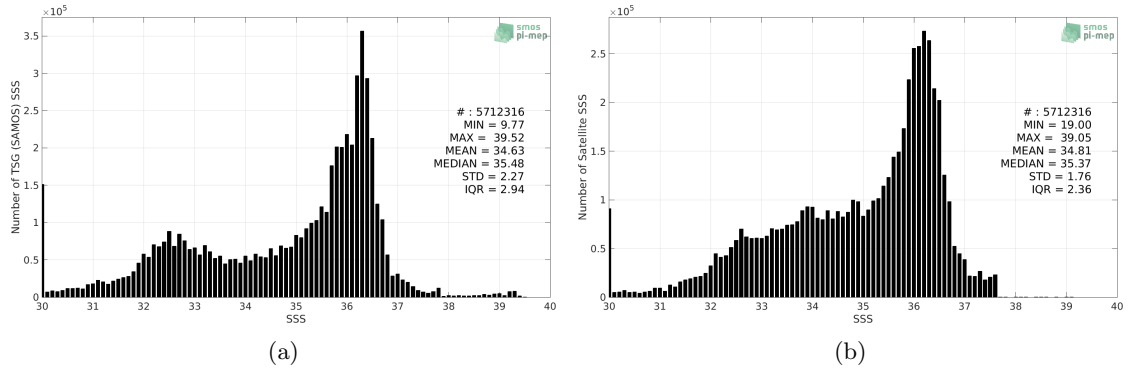 ×10⁵
smos
pi-mep
3.5
3
2.5
2
1.5
1
0.5
0
Number of TSG (SAMOS) SSS
# : 5712316
MIN = 9.77
MAX = 39.52
MEAN = 34.63
MEDIAN = 35.48
STD = 2.27
IQR = 2.94
30 31 32 33 34 35 36 37 38 39 40
SSS
(a)
×10⁵
smos
pi-mep
2.5
2
1.5
1
0.5
0
Number of Satellite SSS
# : 5712316
MIN = 19.00
MAX = 39.05
MEAN = 34.81
MEDIAN = 35.37
STD = 1.76
IQR = 2.36
30 31 32 33 34 35 36 37 38 39 40
SSS
(b)